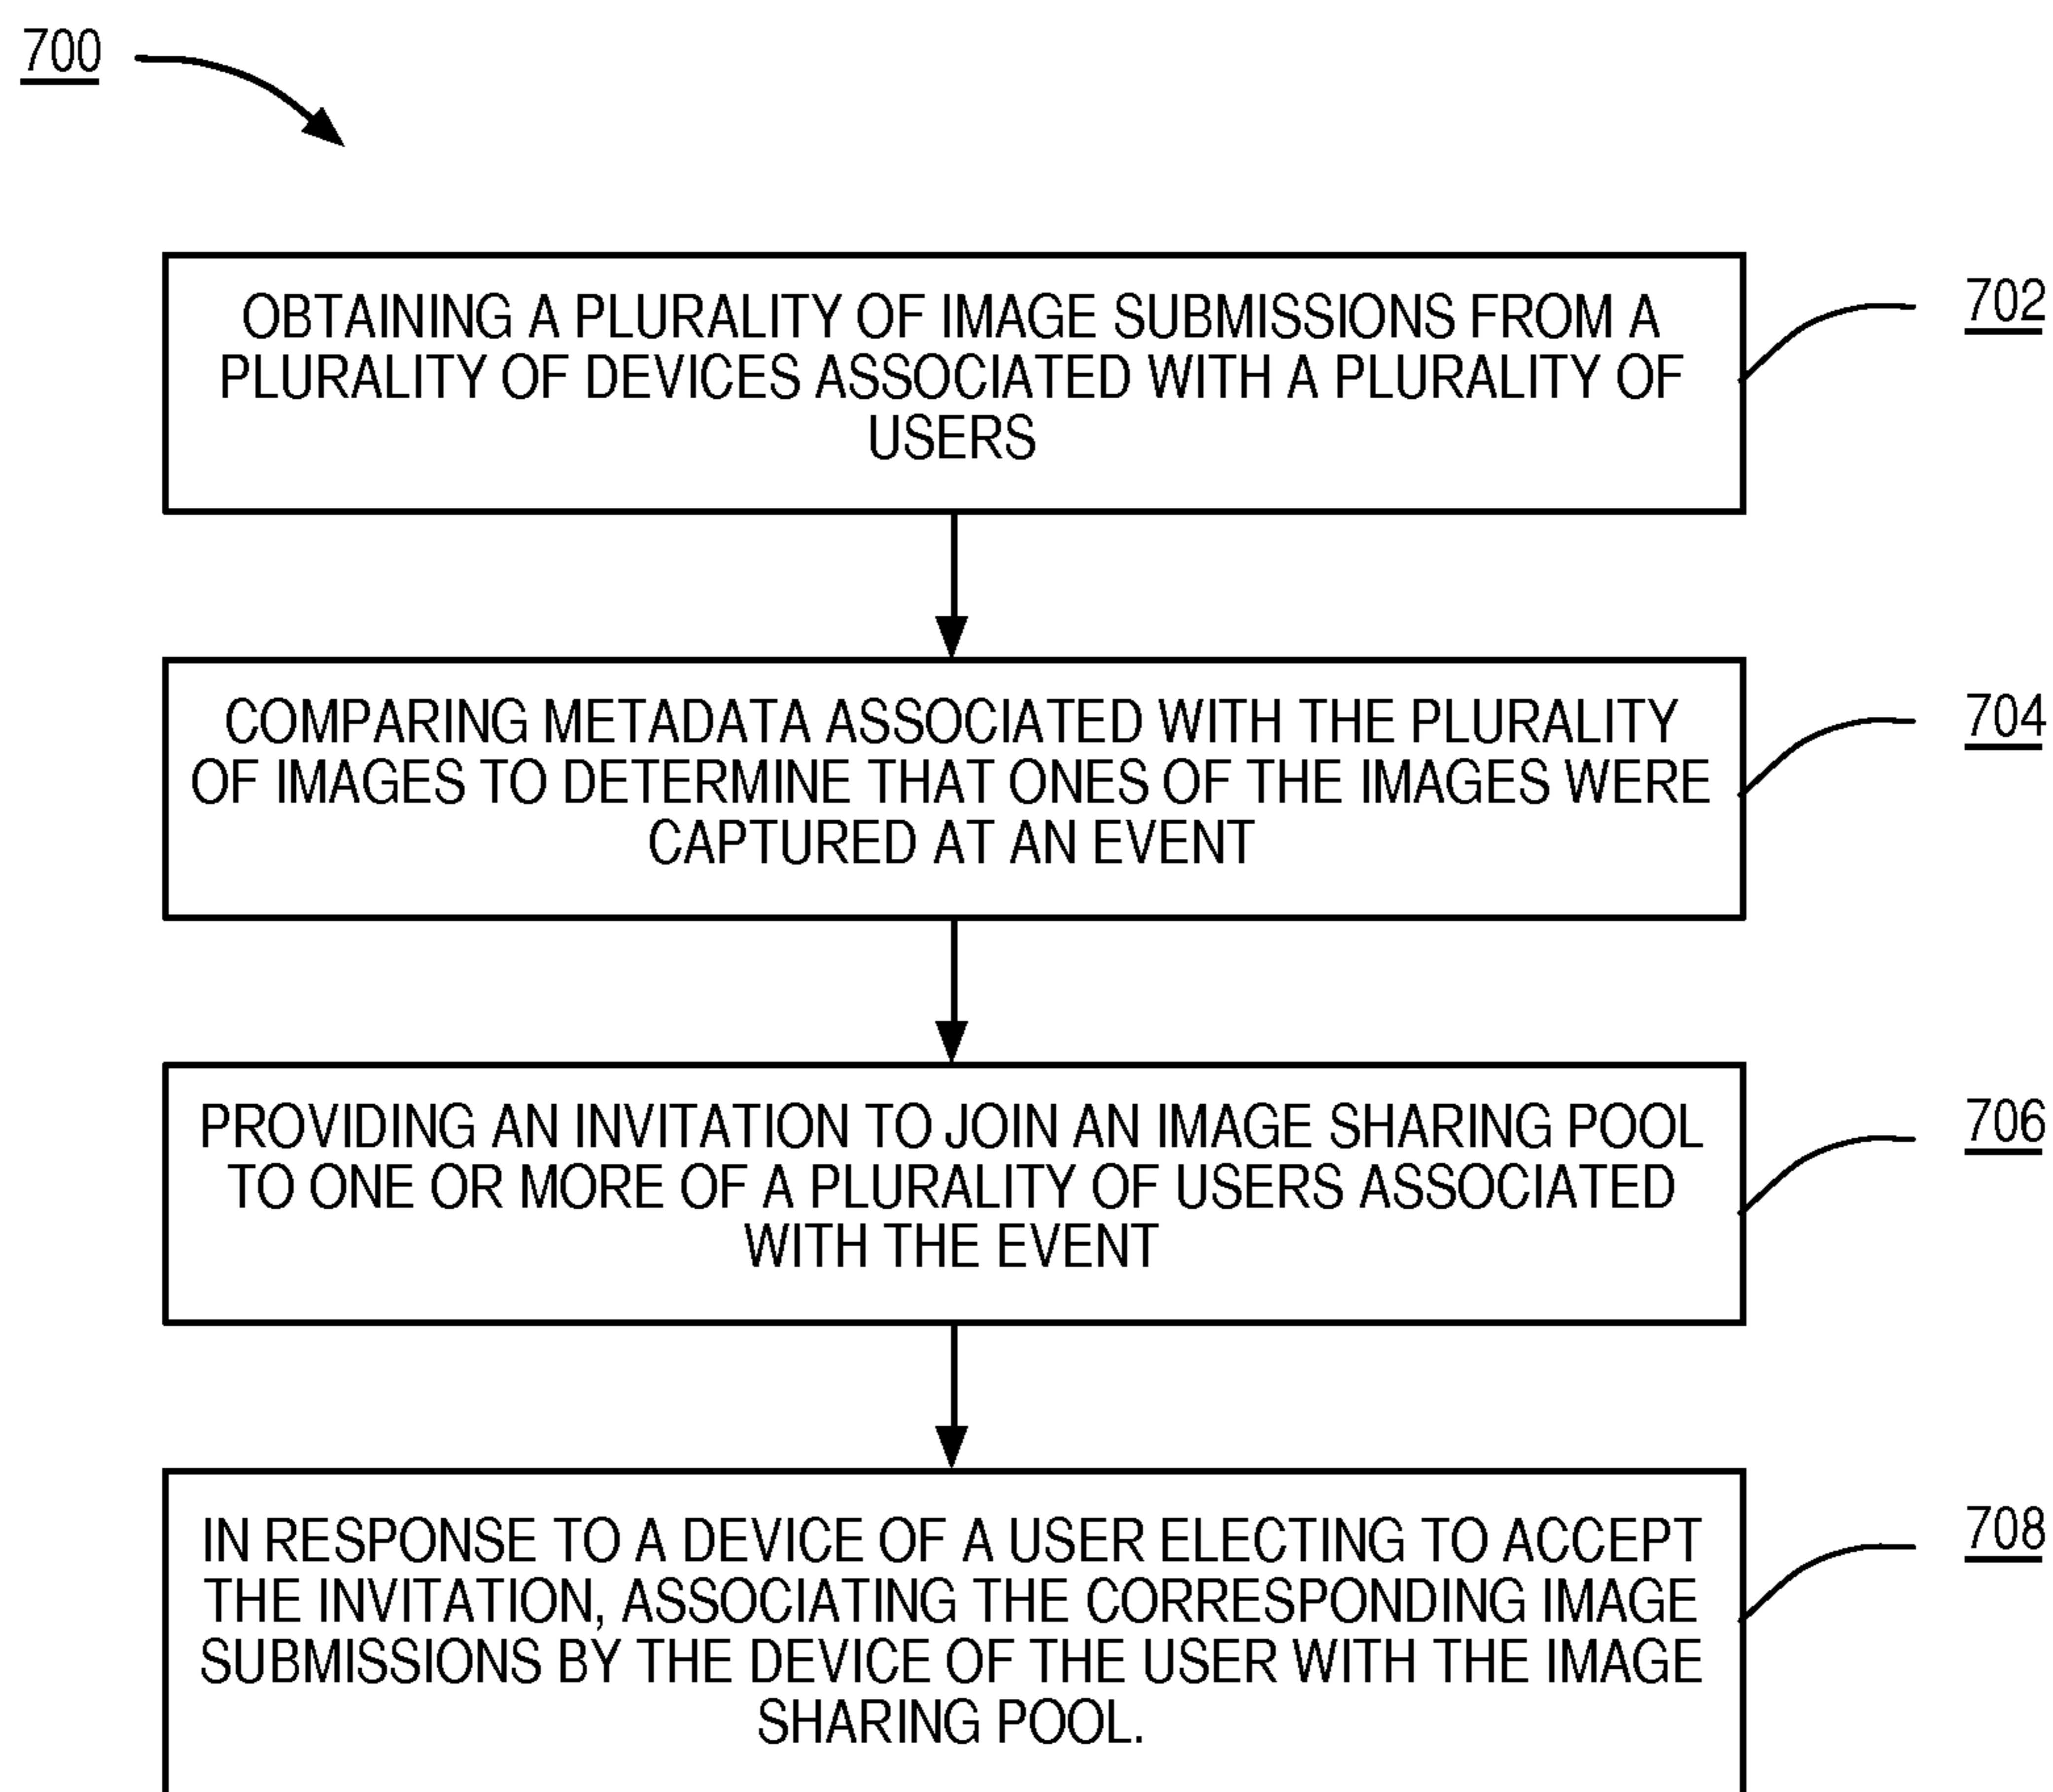 700
OBTAINING A PLURALITY OF IMAGE SUBMISSIONS FROM A
PLURALITY OF DEVICES ASSOCIATED WITH A PLURALITY OF
USERS
702
COMPARING METADATA ASSOCIATED WITH THE PLURALITY
OF IMAGES TO DETERMINE THAT ONES OF THE IMAGES WERE
CAPTURED AT AN EVENT
704
PROVIDING AN INVITATION TO JOIN AN IMAGE SHARING POOL
TO ONE OR MORE OF A PLURALITY OF USERS ASSOCIATED
WITH THE EVENT
706
IN RESPONSE TO A DEVICE OF A USER ELECTING TO ACCEPT
THE INVITATION, ASSOCIATING THE CORRESPONDING IMAGE
SUBMISSIONS BY THE DEVICE OF THE USER WITH THE IMAGE
SHARING POOL.
708